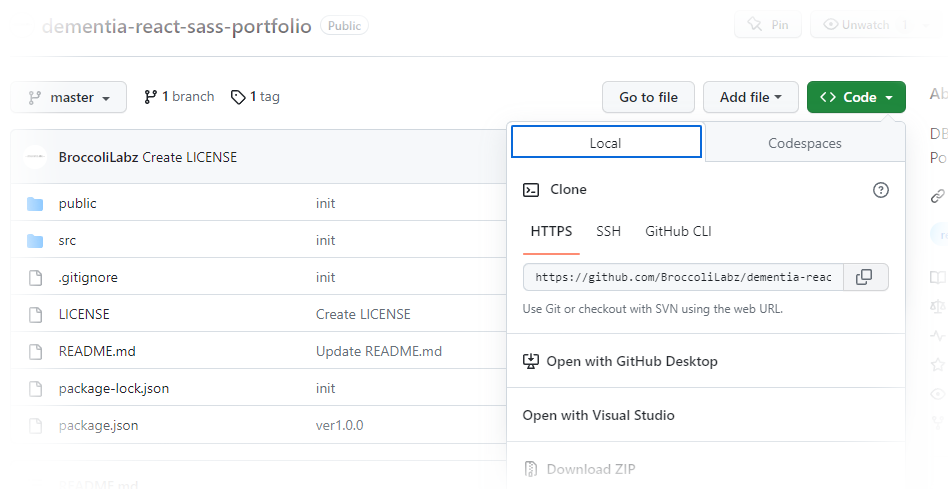 dementia-react-sass-portfolio Public Pin Unwatch
master 1 branch 1 tag Go to file Add file Code
BroccoliLabz Create LICENSE
public init
src init
.gitignore init
LICENSE Create LICENSE
README.md Update README.md
package-lock.json init
package.json ver1.0.0
README.md
Local Codespaces
Clone
HTTPS SSH GitHub CLI
https://github.com/BroccoliLabz/dementia-reac
Use Git or checkout with SVN using the web URL.
Open with GitHub Desktop
Open with Visual Studio
Download ZIP
Ab
DB
Po